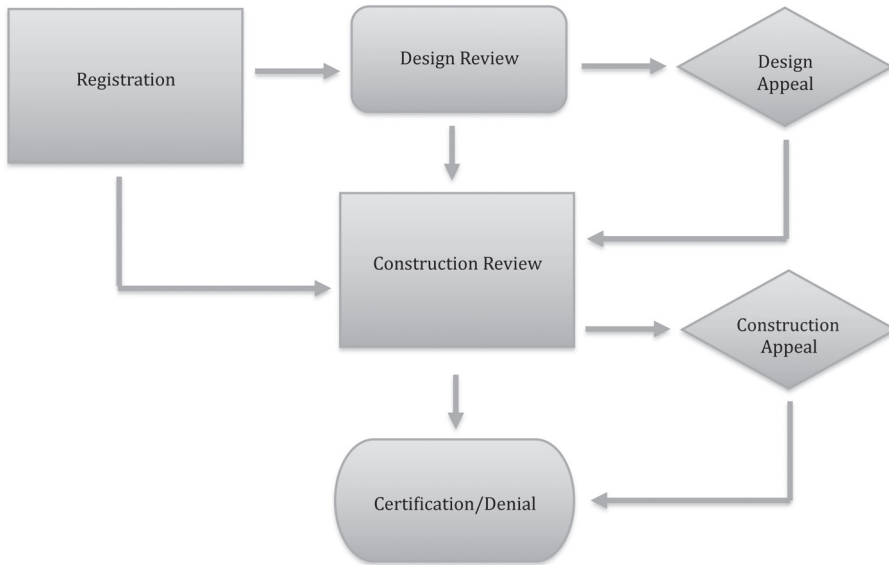 Registration
Design Review
Design
Appeal
Construction Review
Construction
Appeal
Certification/Denial